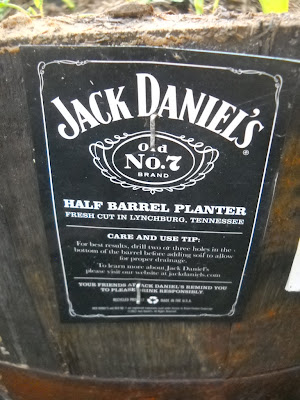 JACK DANIEL'S
®
Old
No.7
BRAND
HALF BARREL PLANTER
FRESH CUT IN LYNCHBURG, TENNESSEE
CARE AND USE TIP:
For best results, drill two or three holes in the
bottom of the barrel before adding soil to allow
for proper drainage.
To learn more about Jack Daniel's
please visit our website at jackdaniels.com
YOUR FRIENDS AT JACK DANIEL'S REMIND YOU
TO PLEASE DRINK RESPONSIBLY.
RECYCLED MADE IN THE U.S.A.